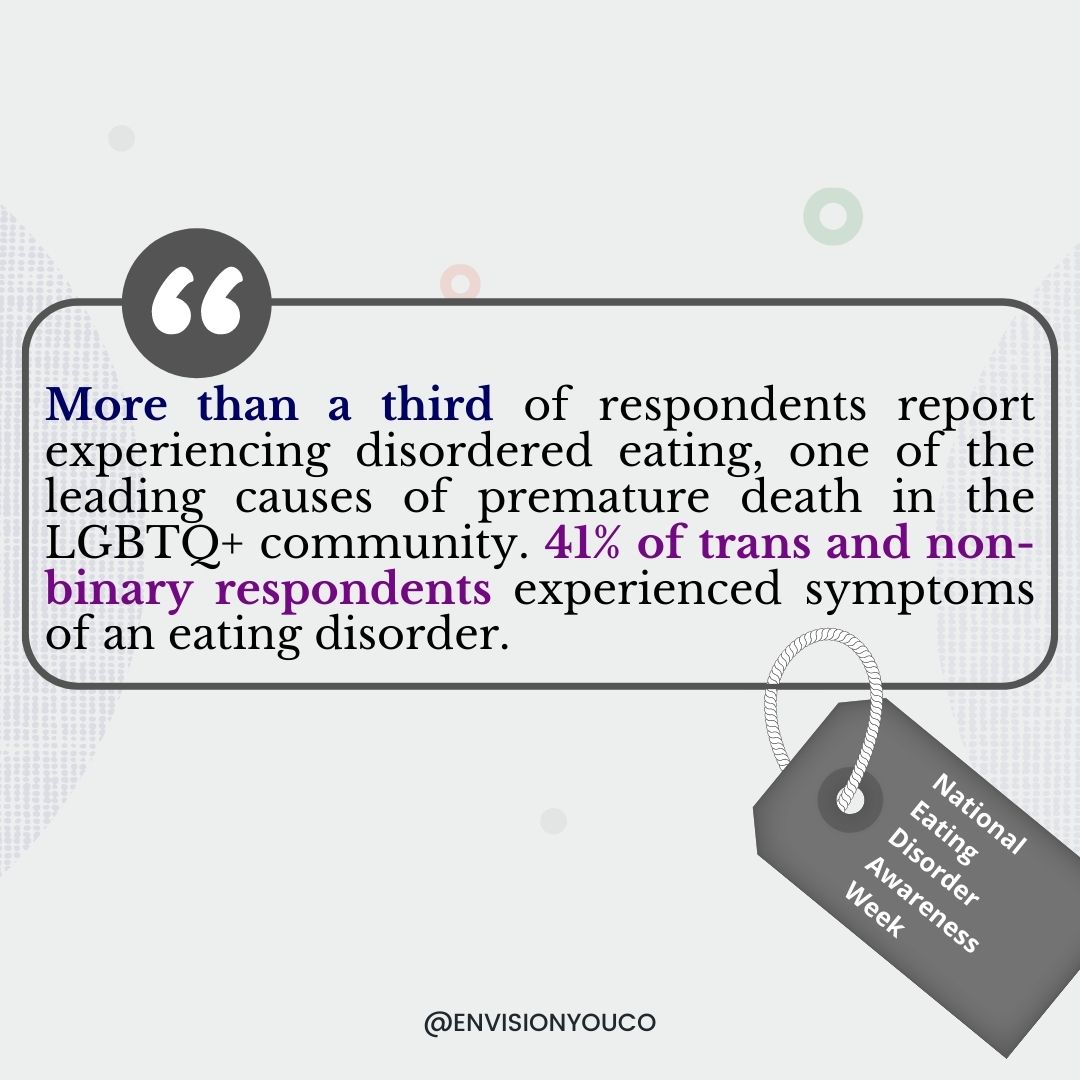 “
More than a third of respondents report
experiencing disordered eating, one of the
leading causes of premature death in the
LGBTQ+ community. 41% of trans and non-
binary respondents experienced symptoms
of an eating disorder.
National
Eating
Disorder
Awareness
Week
@ENVISIONYOUCO